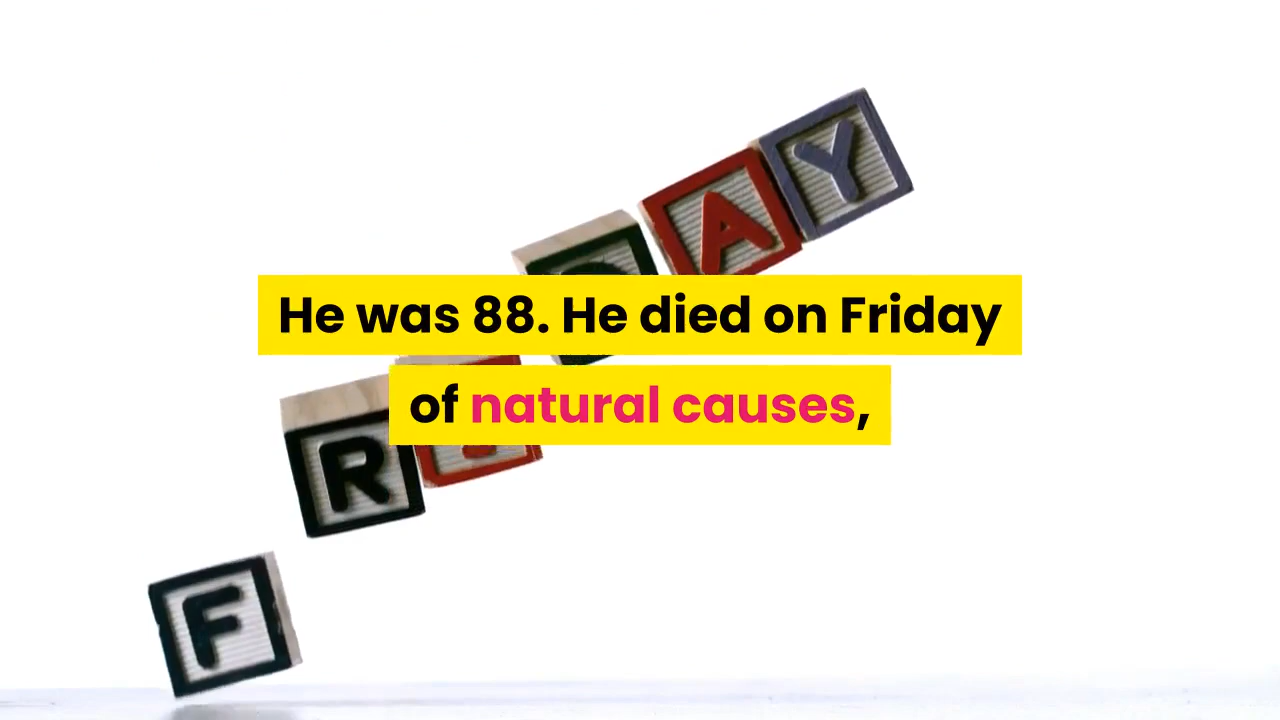 He was 88. He died on Friday
of natural causes,
F
R
A
Y